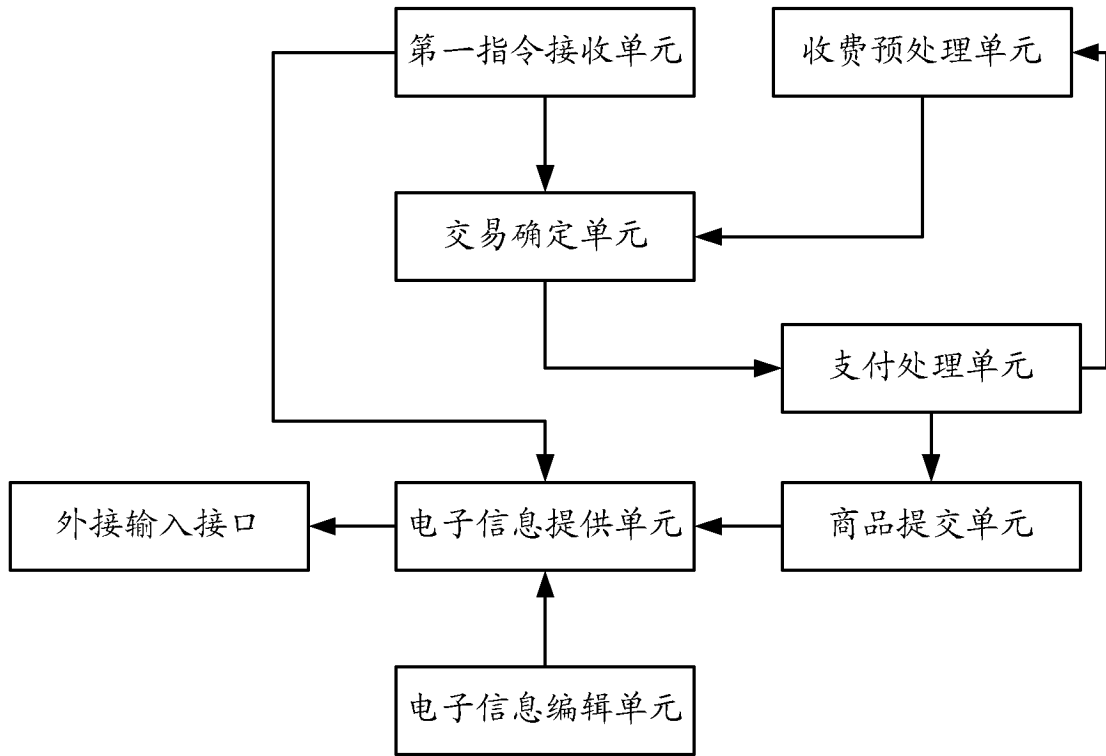 第一指令接收单元
收费预处理单元
交易确定单元
支付处理单元
外接输入接口
电子信息提供单元
商品提交单元
电子信息编辑单元